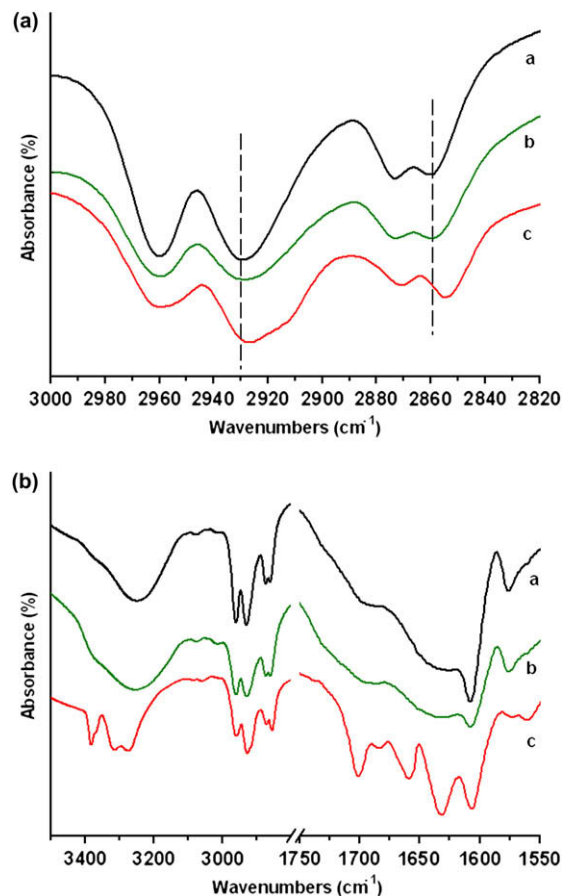 (a)
a
b
c
Absorbance (%)
3000 2980 2960 2940 2920 2900 2880 2860 2840 2820
Wavenumbers (cm⁻¹)
(b)
a
b
c
Absorbance (%)
3400 3200 3000 1750 1700 1650 1600 1550
Wavenumbers (cm⁻¹)